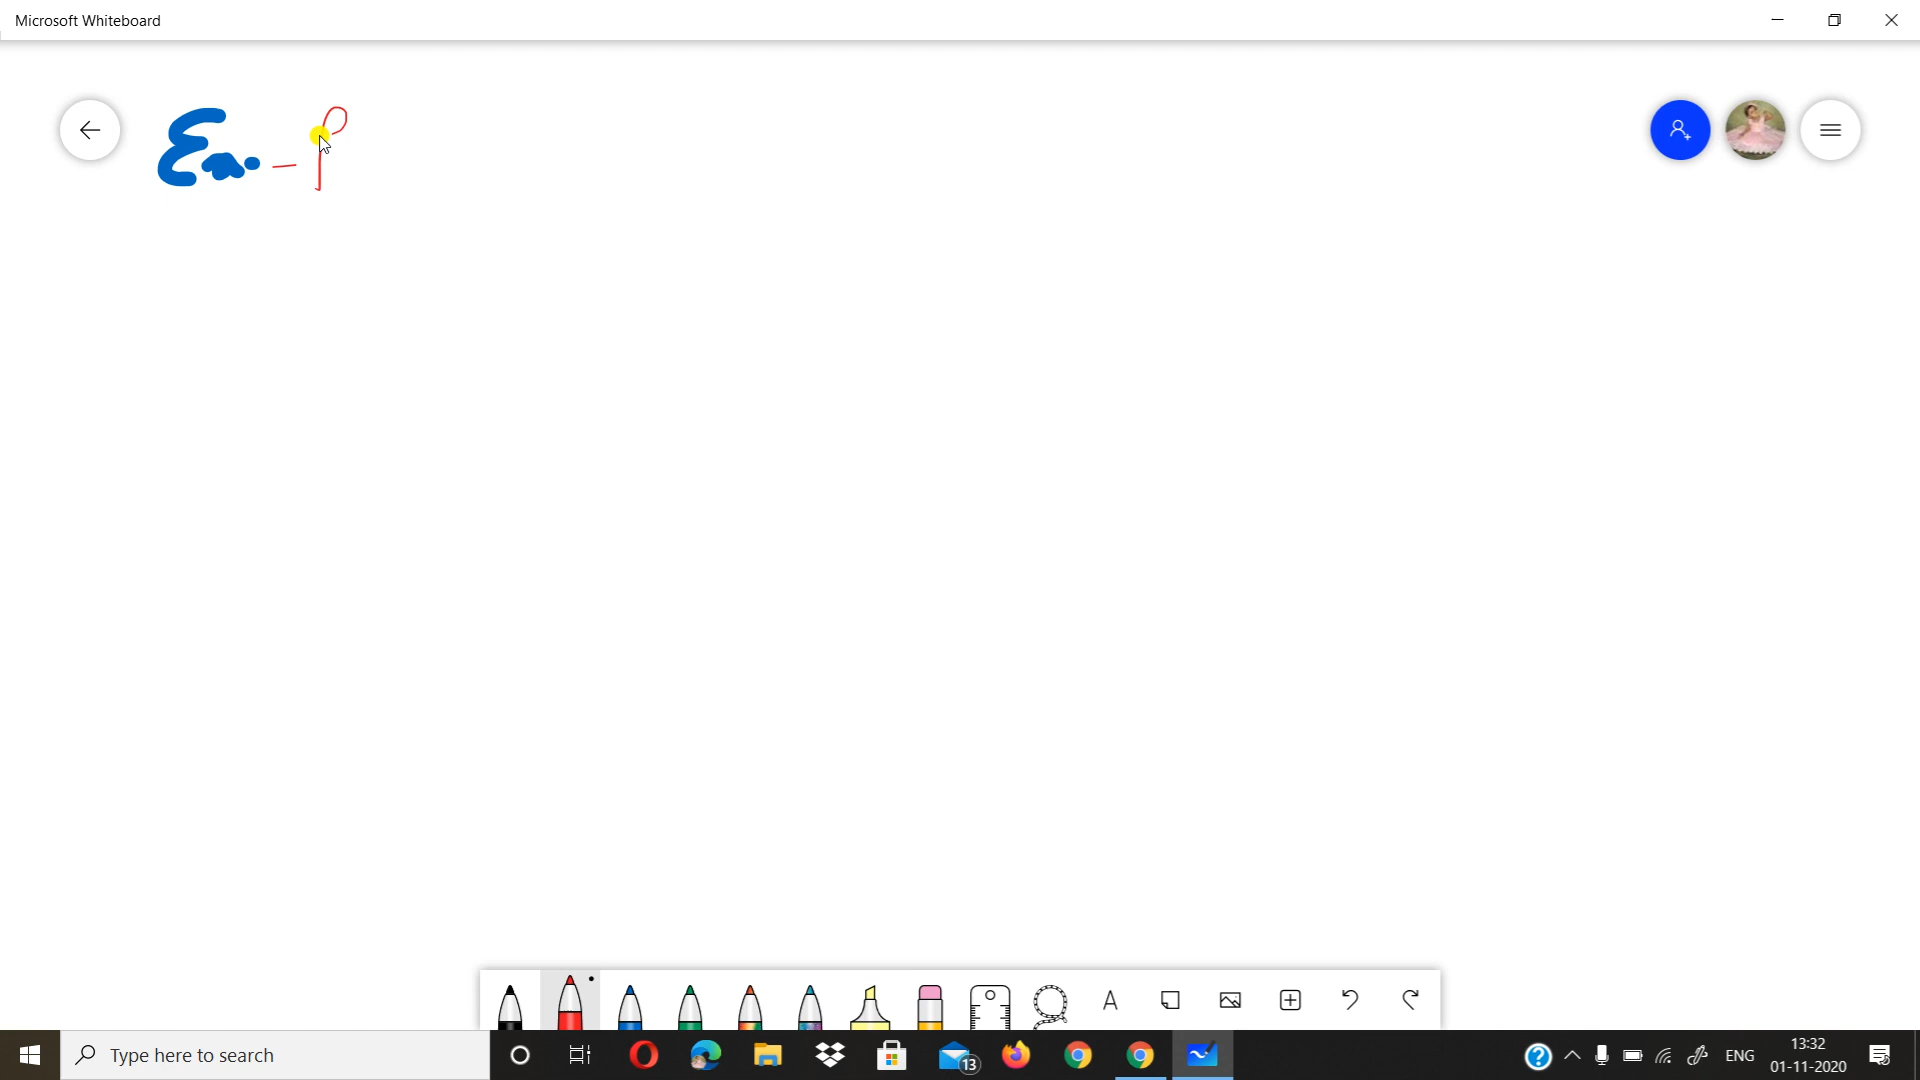 Microsoft Whiteboard
Ex. - P
A
Type here to search
13
ENG
13:32
01-11-2020